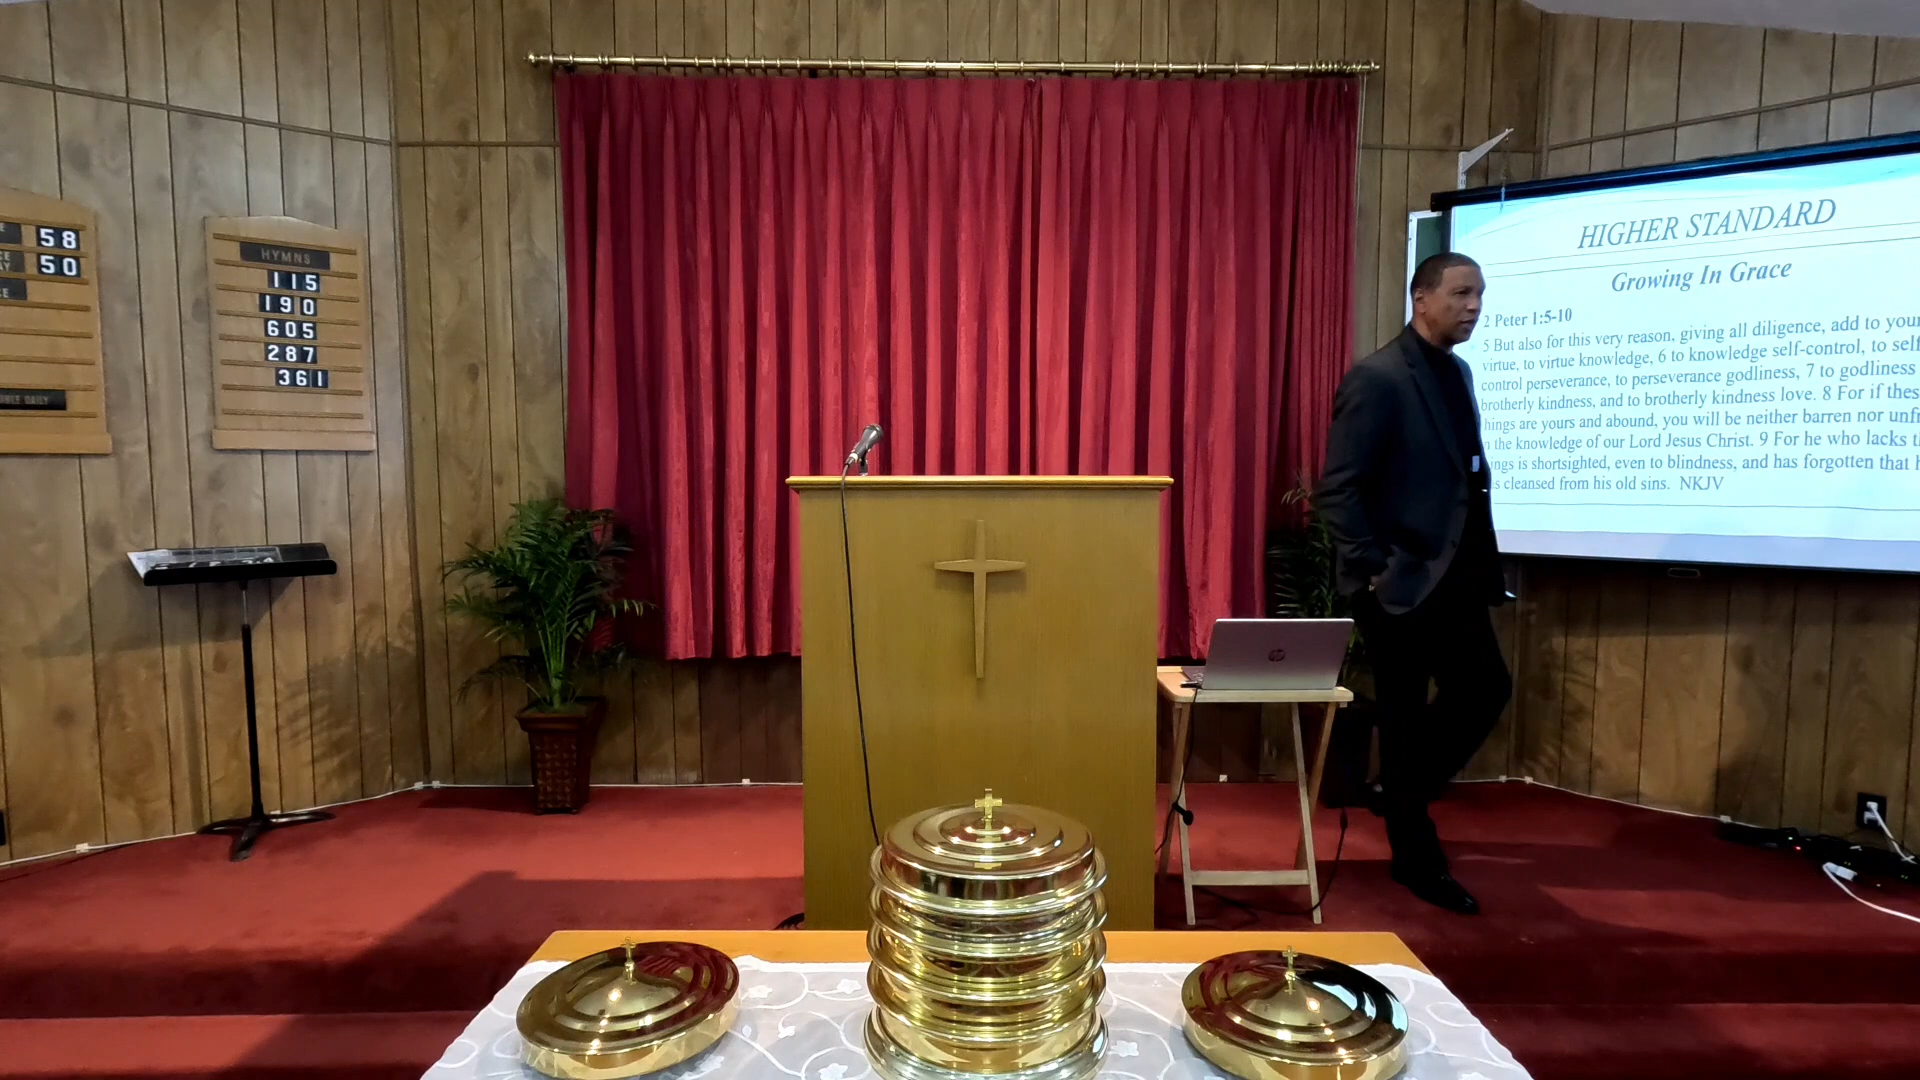 58
50
HYMNS
115
190
605
287
361
BIBLE DAILY
hp
HIGHER STANDARD
Growing In Grace
2 Peter 1:5-10
5 But also for this very reason, giving all diligence, add to your
virtue, to virtue knowledge, 6 to knowledge self-control, to self
control perseverance, to perseverance godliness, 7 to godliness
brotherly kindness, and to brotherly kindness love. 8 For if thes
hings are yours and abound, you will be neither barren nor unf
n the knowledge of our Lord Jesus Christ. 9 For he who lacks t
ings is shortsighted, even to blindness, and has forgotten that h
s cleansed from his old sins. NKJV